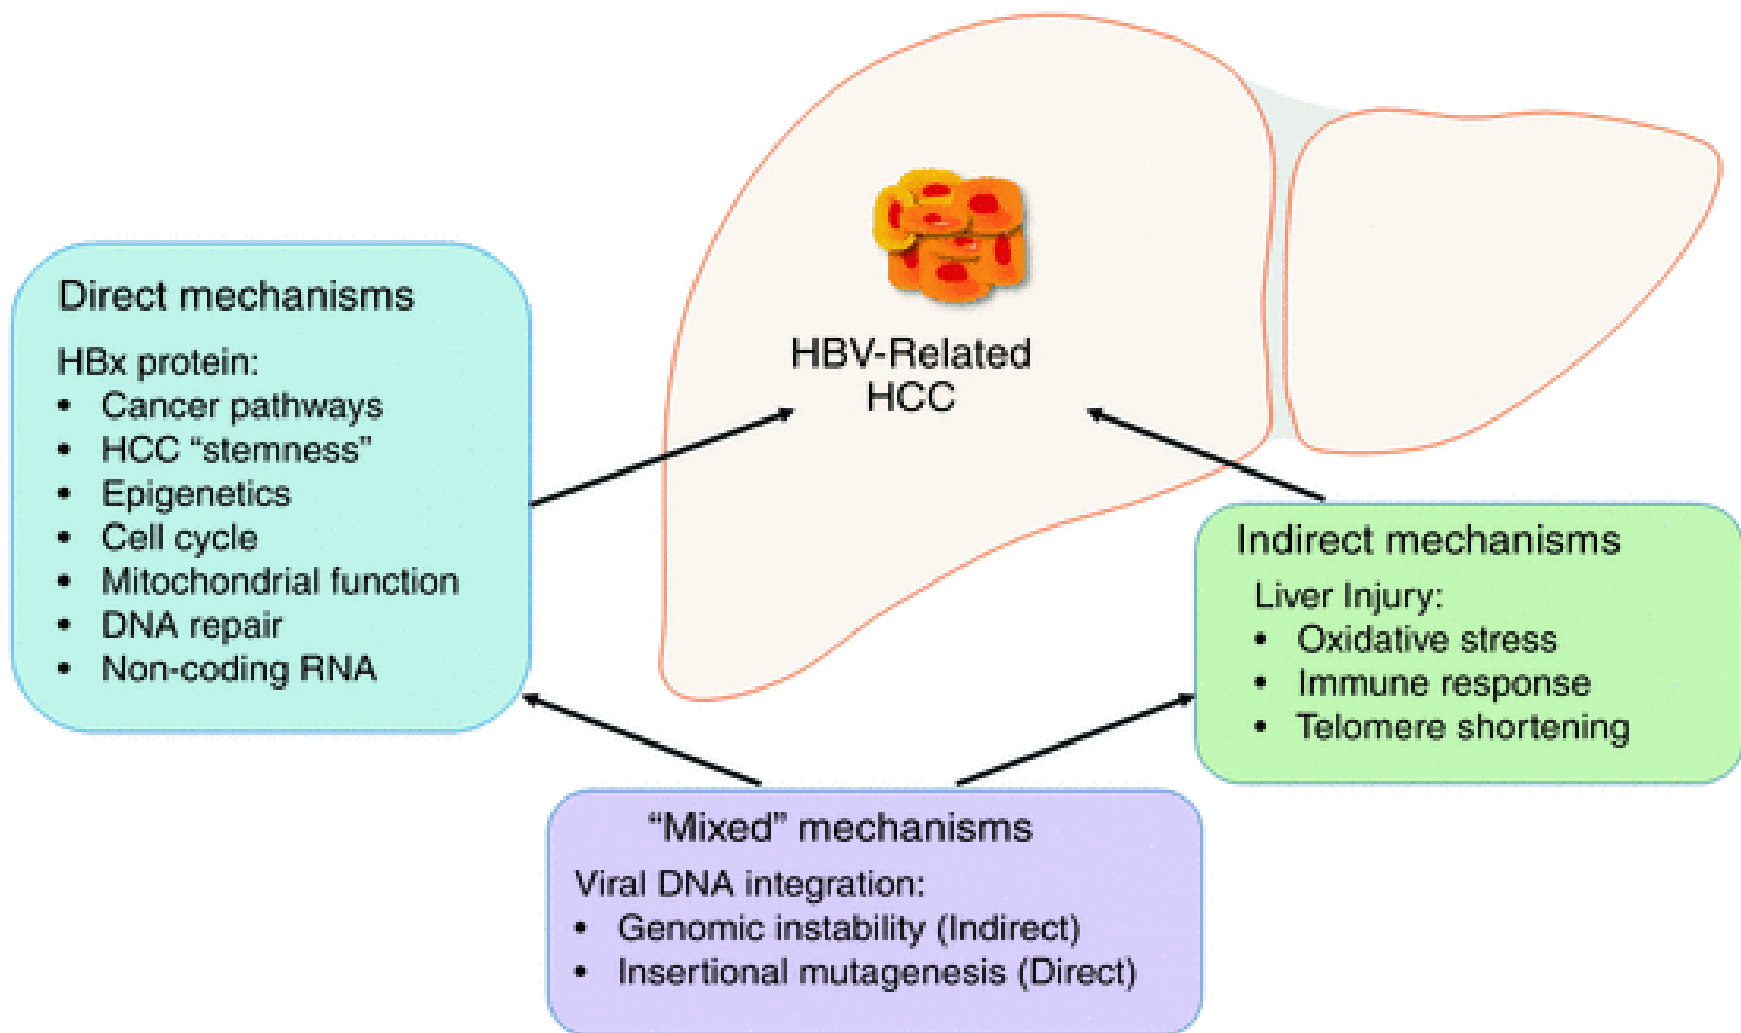 HBV-Related
HCC
Direct mechanisms
HBx protein:
• Cancer pathways
• HCC “stemness”
• Epigenetics
• Cell cycle
• Mitochondrial function
• DNA repair
• Non-coding RNA
Indirect mechanisms
Liver Injury:
• Oxidative stress
• Immune response
• Telomere shortening
“Mixed” mechanisms
Viral DNA integration:
• Genomic instability (Indirect)
• Insertional mutagenesis (Direct)